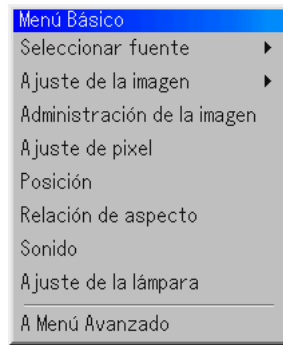 Menú Básico
Seleccionar fuente
Ajuste de la imagen
Administración de la imagen
Ajuste de pixel
Posición
Relación de aspecto
Sonido
Ajuste de la lámpara
A Menú Avanzado